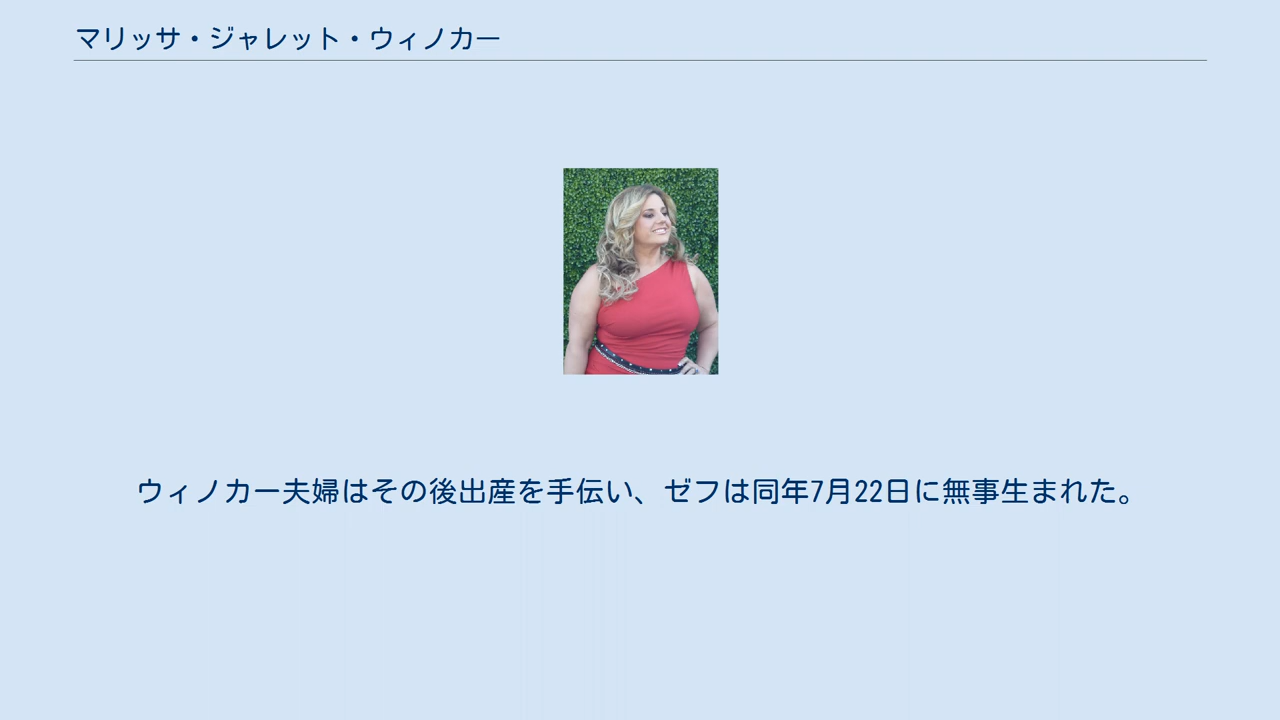 マリッサ・ジャレット・ウィノカー
ウィノカー夫婦はその後出産を手伝い、ゼフは同年7月22日に無事生まれた。